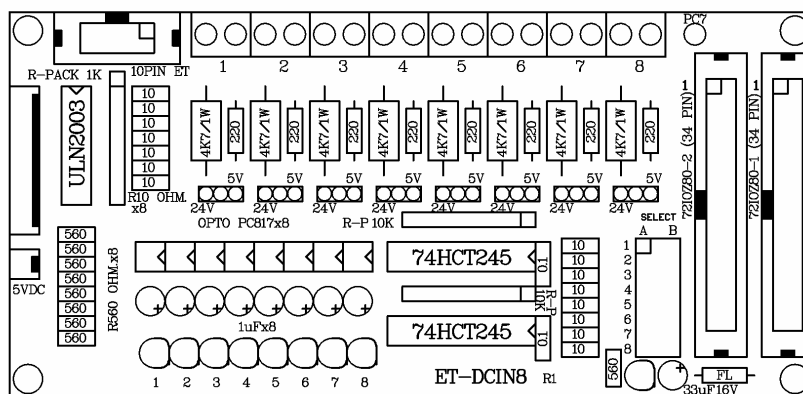 PC7
R-PACK 1K
10PIN ET
1 2 3 4 5 6 7 8
ULN2003
10
10
10
10
10
10
10
R10 OHM.
x8
4K7/1W 220 4K7/1W 220 4K7/1W 220 4K7/1W 220 4K7/1W 220 4K7/1W 220 4K7/1W 220 4K7/1W 220
5V 5V 5V 5V 5V 5V 5V 5V
24V 24V 24V 24V 24V 24V 24V 24V
OPTO PC817x8
R-P 10K
72IOZ80-2 (34 PIN) 1
72IOZ80-1 (34 PIN) 1
SELECT
A B
1
2
3
4
5
6
7
8
5VDC
560
560
560
560
560
560
560
560
R560 OHM.x8
74HCT245
0.1
R-P
10K
74HCT245
0.1
10
10
10
10
10
10
10
10
1uFx8
1 2 3 4 5 6 7 8
ET-DCIN8
R1
560
FL
33uF16V